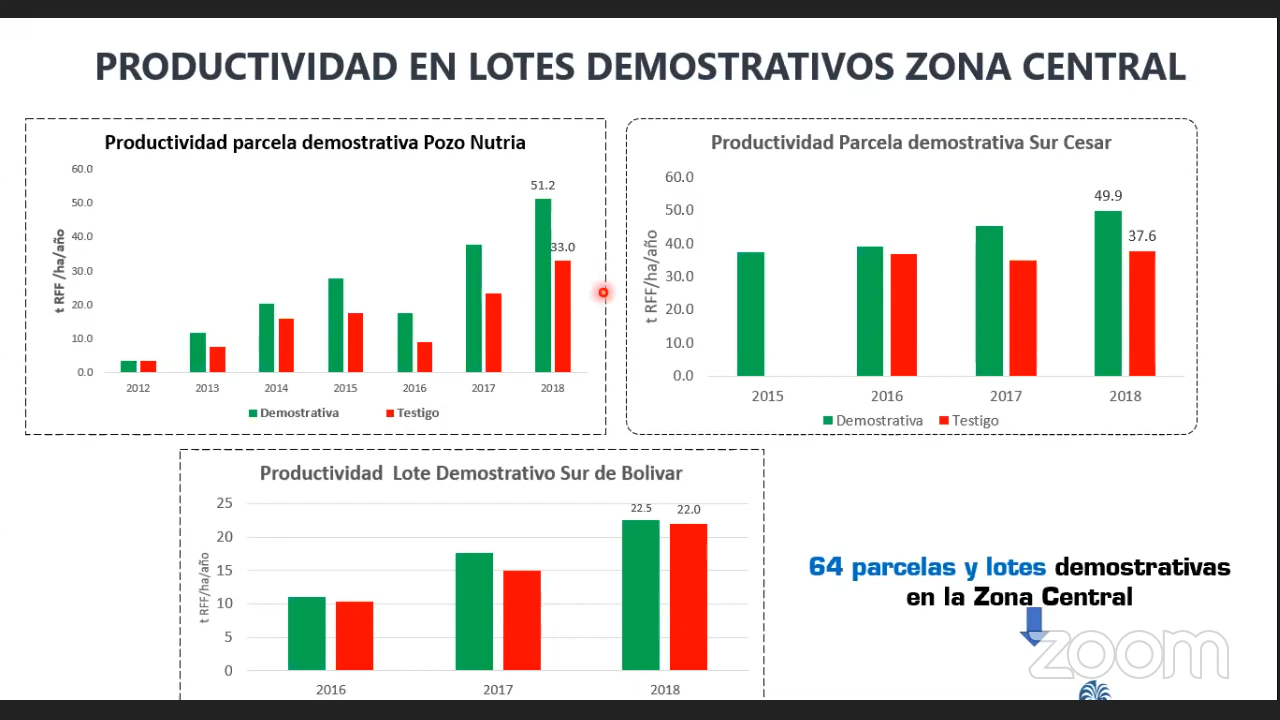 PRODUCTIVIDAD EN LOTES DEMOSTRATIVOS ZONA CENTRAL
Productividad parcela demostrativa Pozo Nutria
t RFF /ha/año
60.0
50.0
40.0
30.0
20.0
10.0
0.0
51.2
33.0
2012 2013 2014 2015 2016 2017 2018
Demostrativa Testigo
Productividad Parcela demostrativa Sur Cesar
t RFF/ha/año
60.0
50.0
40.0
30.0
20.0
10.0
0.0
49.9
37.6
2015 2016 2017 2018
Demostrativa Testigo
Productividad Lote Demostrativo Sur de Bolivar
t RFF/ha/año
25
20
15
10
5
0
22.5 22.0
2016 2017 2018
64 parcelas y lotes demostrativas
en la Zona Central
zoom